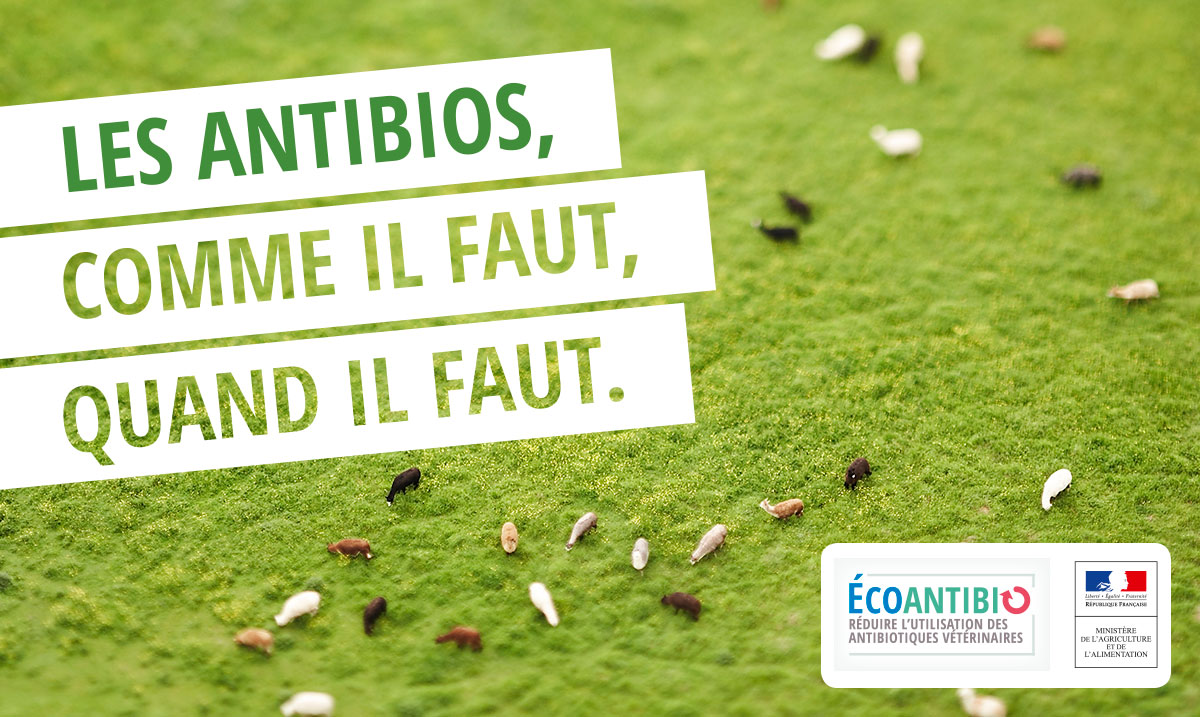 LES ANTIBIOS,
COMME IL FAUT,
QUAND IL FAUT.
ÉCOANTIBIO
RÉDUIRE L'UTILISATION DES
ANTIBIOTIQUES VÉTÉRINAIRES
Liberté • Égalité • Fraternité
RÉPUBLIQUE FRANÇAISE
MINISTÈRE
DE L'AGRICULTURE
ET DE
L'ALIMENTATION